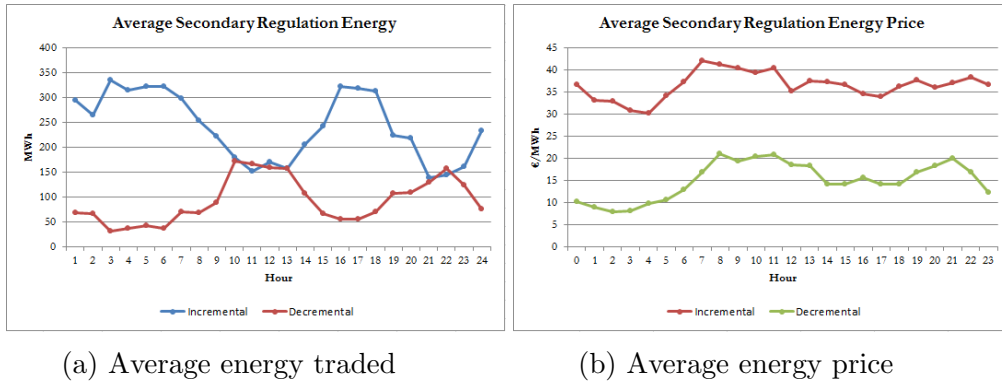 Average Secondary Regulation Energy
400
350
300
250
200
150
100
50
0
MWh
1 2 3 4 5 6 7 8 9 10 11 12 13 14 15 16 17 18 19 20 21 22 23 24
Hour
Incremental Decremental
(a) Average energy traded
Average Secondary Regulation Energy Price
45
40
35
30
25
20
15
10
5
0
€/MWh
0 1 2 3 4 5 6 7 8 9 10 11 12 13 14 15 16 17 18 19 20 21 22 23
Hour
Incremental Decremental
(b) Average energy price